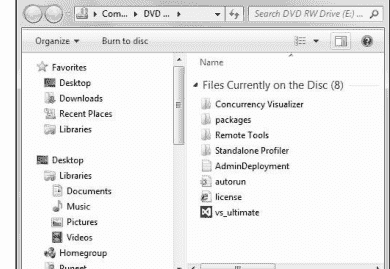 Com... ▸ DVD ... ▸
Search DVD RW Drive (E:) ...
Organize
Burn to disc
Favorites
Desktop
Downloads
Recent Places
Libraries
Desktop
Libraries
Documents
Music
Pictures
Videos
Homegroup
Puneet
Name
Files Currently on the Disc (8)
Concurrency Visualizer
packages
Remote Tools
Standalone Profiler
AdminDeployment
autorun
license
vs_ultimate